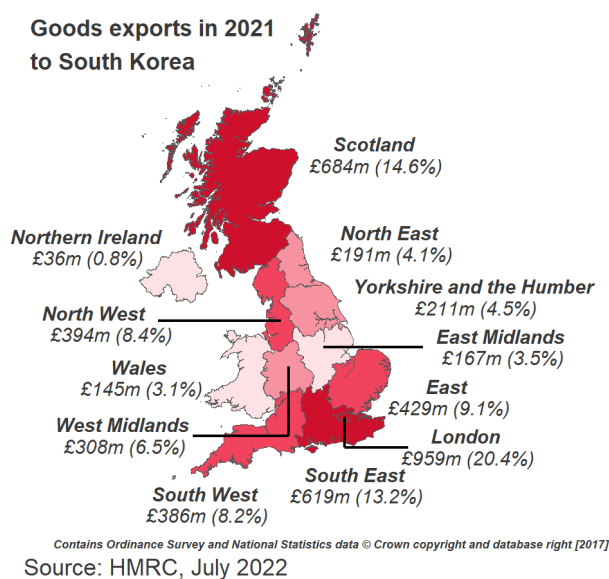 Goods exports in 2021
to South Korea
Scotland
£684m (14.6%)
Northern Ireland
£36m (0.8%)
North East
£191m (4.1%)
Yorkshire and the Humber
£211m (4.5%)
North West
£394m (8.4%)
East Midlands
£167m (3.5%)
Wales
£145m (3.1%)
East
£429m (9.1%)
West Midlands
£308m (6.5%)
London
£959m (20.4%)
South East
£619m (13.2%)
South West
£386m (8.2%)
Contains Ordinance Survey and National Statistics data © Crown copyright and database right [2017]
Source: HMRC, July 2022